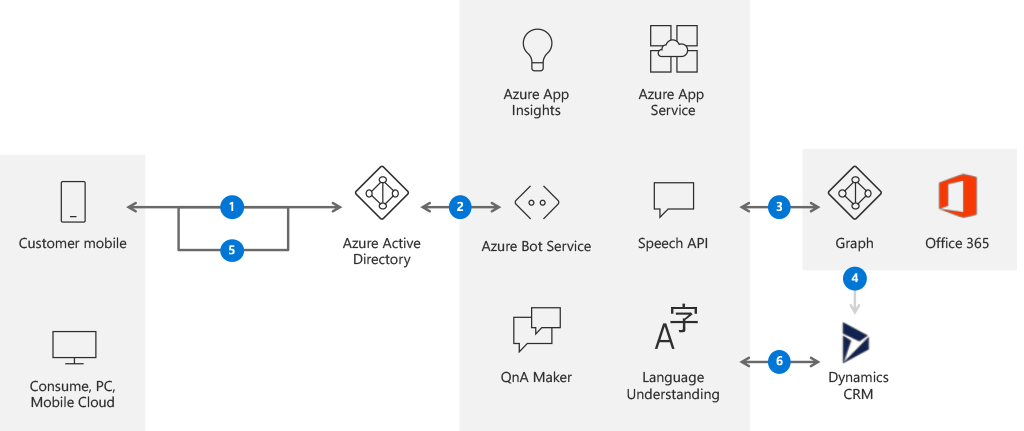 Azure App
Insights
Azure App
Service
Customer mobile
1
5
Azure Active
Directory
2
Azure Bot Service
Speech API
3
Graph
Office 365
4
Consume, PC,
Mobile Cloud
QnA Maker
A字
Language
Understanding
6
Dynamics
CRM